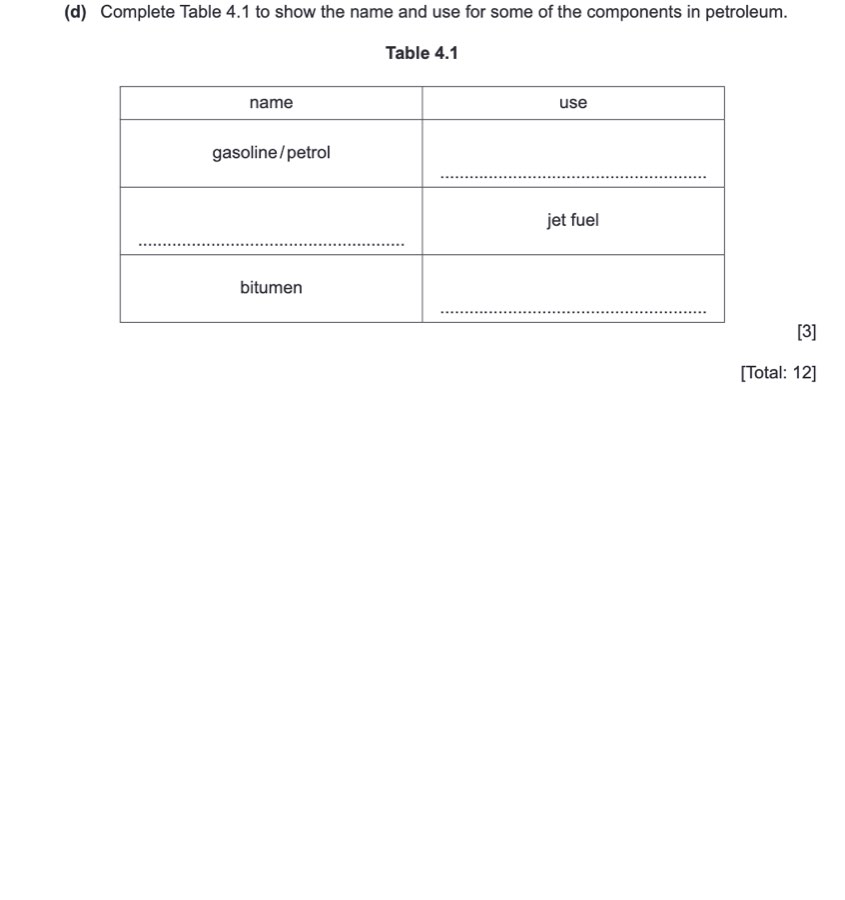 (d) Complete Table 4.1 to show the name and use for some of the components in petroleum.
Table 4.1
name use
gasoline/petrol
................................................................
jet fuel
................................................................
bitumen
................................................................
[3]
[Total: 12]